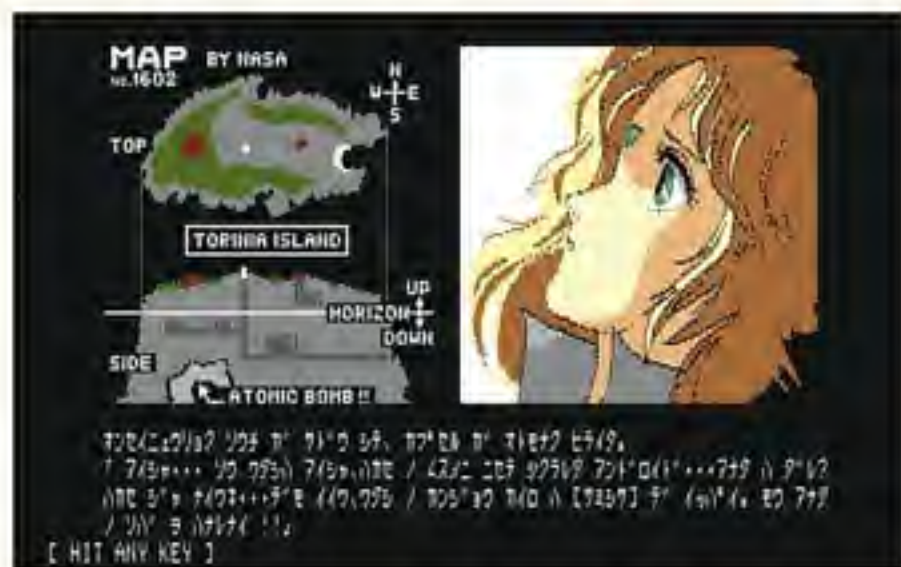 MAP BY NASA
No.1602
N
W E
S
TOP
ISLAND
UP
HORIZON
DOWN
SIDE
ATOMIC BOMB!!
オンセイニュウリョク ソウチ ガ サドウ シテ、 カプセル ガ オトモナク ヒライタ。
「 アイシャ・・・ ソウ ワタシハ アイシャ、ハカセ ノ ムスメニ ニセテ ツクラレタ アンドロイド・・・アナタ ハ ダレ?
ハカセ ジャ ナイワネ・・・デモ イイワ、ワタシ ノ カンジョウ カイロ ハ [サミシサ] デ イッパイ。 モウ アナタ
ノ ソバ ヲ ハナレナイ !!」
[ HIT ANY KEY ]